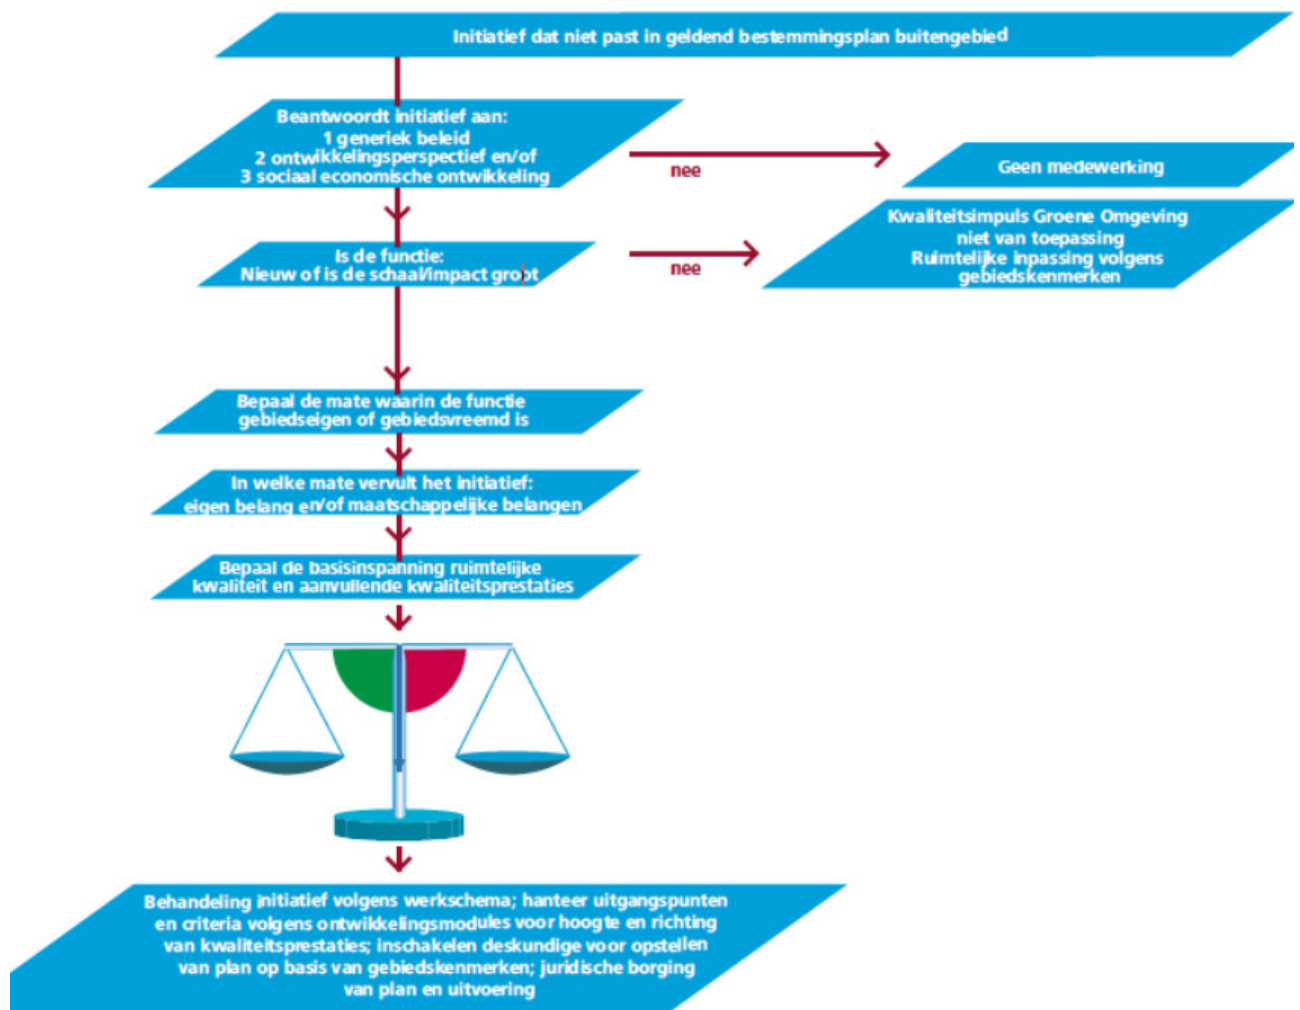 Initiatief dat niet past in geldend bestemmingsplan buitengebied
Beantwoordt initiatief aan:
1 generiek beleid
2 ontwikkelingsperspectief en/of
3 sociaal economische ontwikkeling
nee
Geen medewerking
Is de functie:
Nieuw of is de schaal/impact groot
nee
Kwaliteitsimpuls Groene Omgeving
niet van toepassing
Ruimtelijke inpassing volgens
gebiedskenmerken
Bepaal de mate waarin de functie
gebiedseigen of gebiedsvreemd is
In welke mate vervult het initiatief:
eigen belang en/of maatschappelijke belangen
Bepaal de basisinspanning ruimtelijke
kwaliteit en aanvullende kwaliteitsprestaties
Behandeling initiatief volgens werkschema; hanteer uitgangspunten
en criteria volgens ontwikkelingsmodules voor hoogte en richting
van kwaliteitsprestaties; inschakelen deskundige voor opstellen
van plan op basis van gebiedskenmerken; juridische borging
van plan en uitvoering